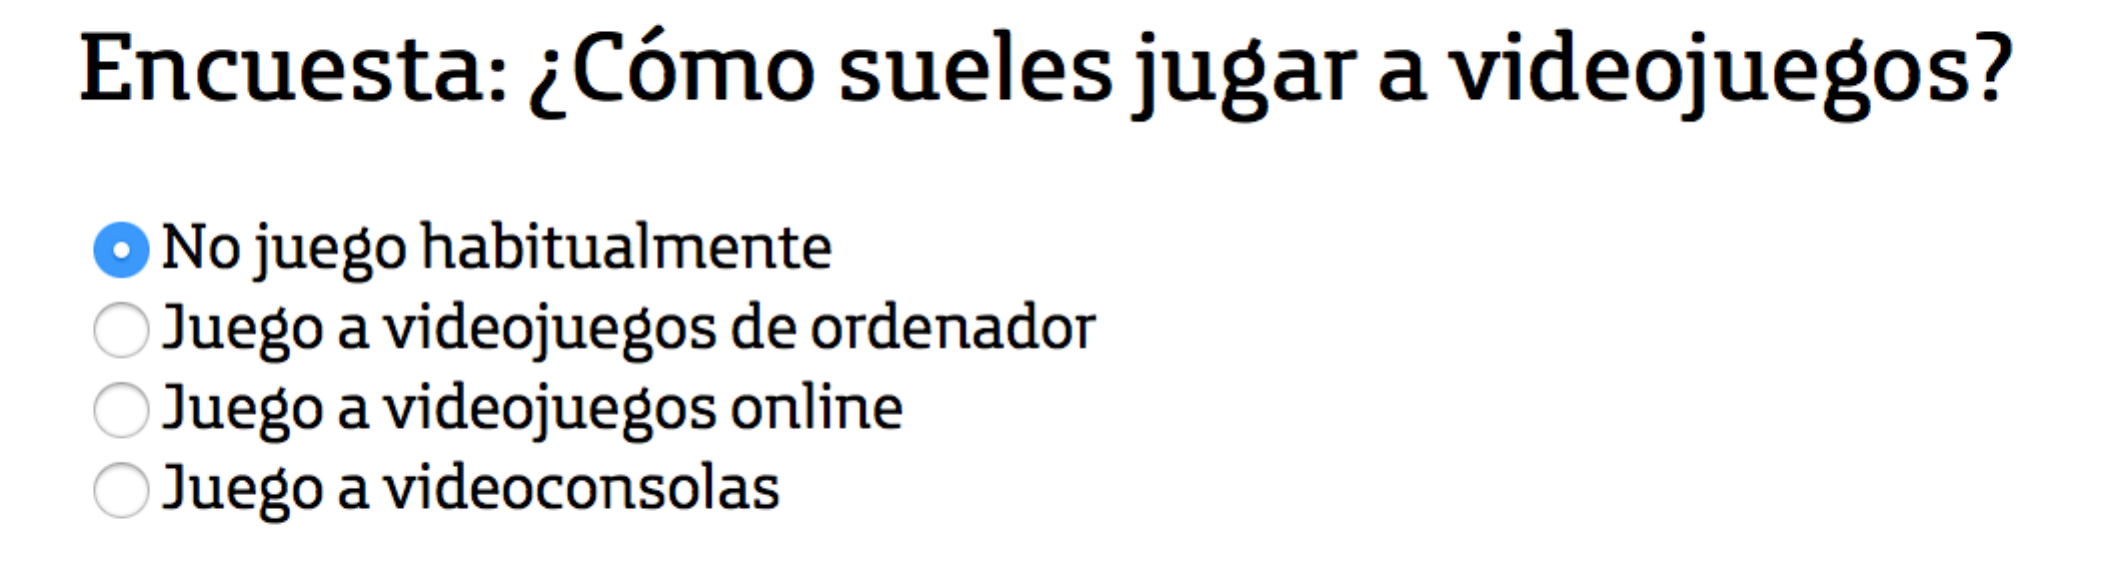 Encuesta: ¿Cómo sueles jugar a videojuegos?
No juego habitualmente
Juego a videojuegos de ordenador
Juego a videojuegos online
Juego a videoconsolas